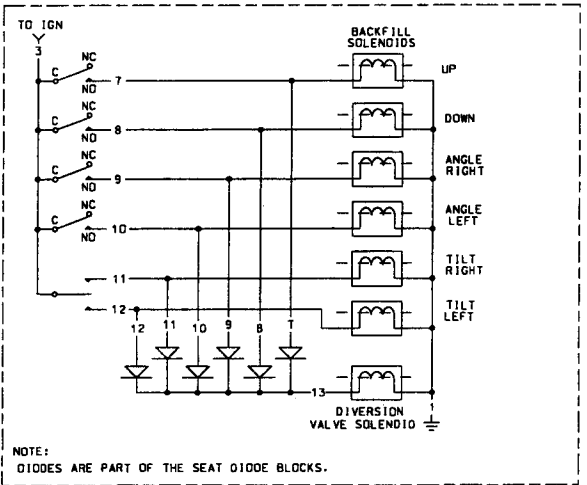 TO IGN
3
BACKFILL
SOLENOIDS
C NC
NO
7
UP
C NC
NO
8
DOWN
C NC
NO
9
ANGLE
RIGHT
C NC
NO
10
ANGLE
LEFT
11
TILT
RIGHT
12
TILT
LEFT
12 11 10 9 8 T
13
1
DIVERSION
VALVE SOLENOID
NOTE:
DIODES ARE PART OF THE SEAT DIODE BLOCKS.